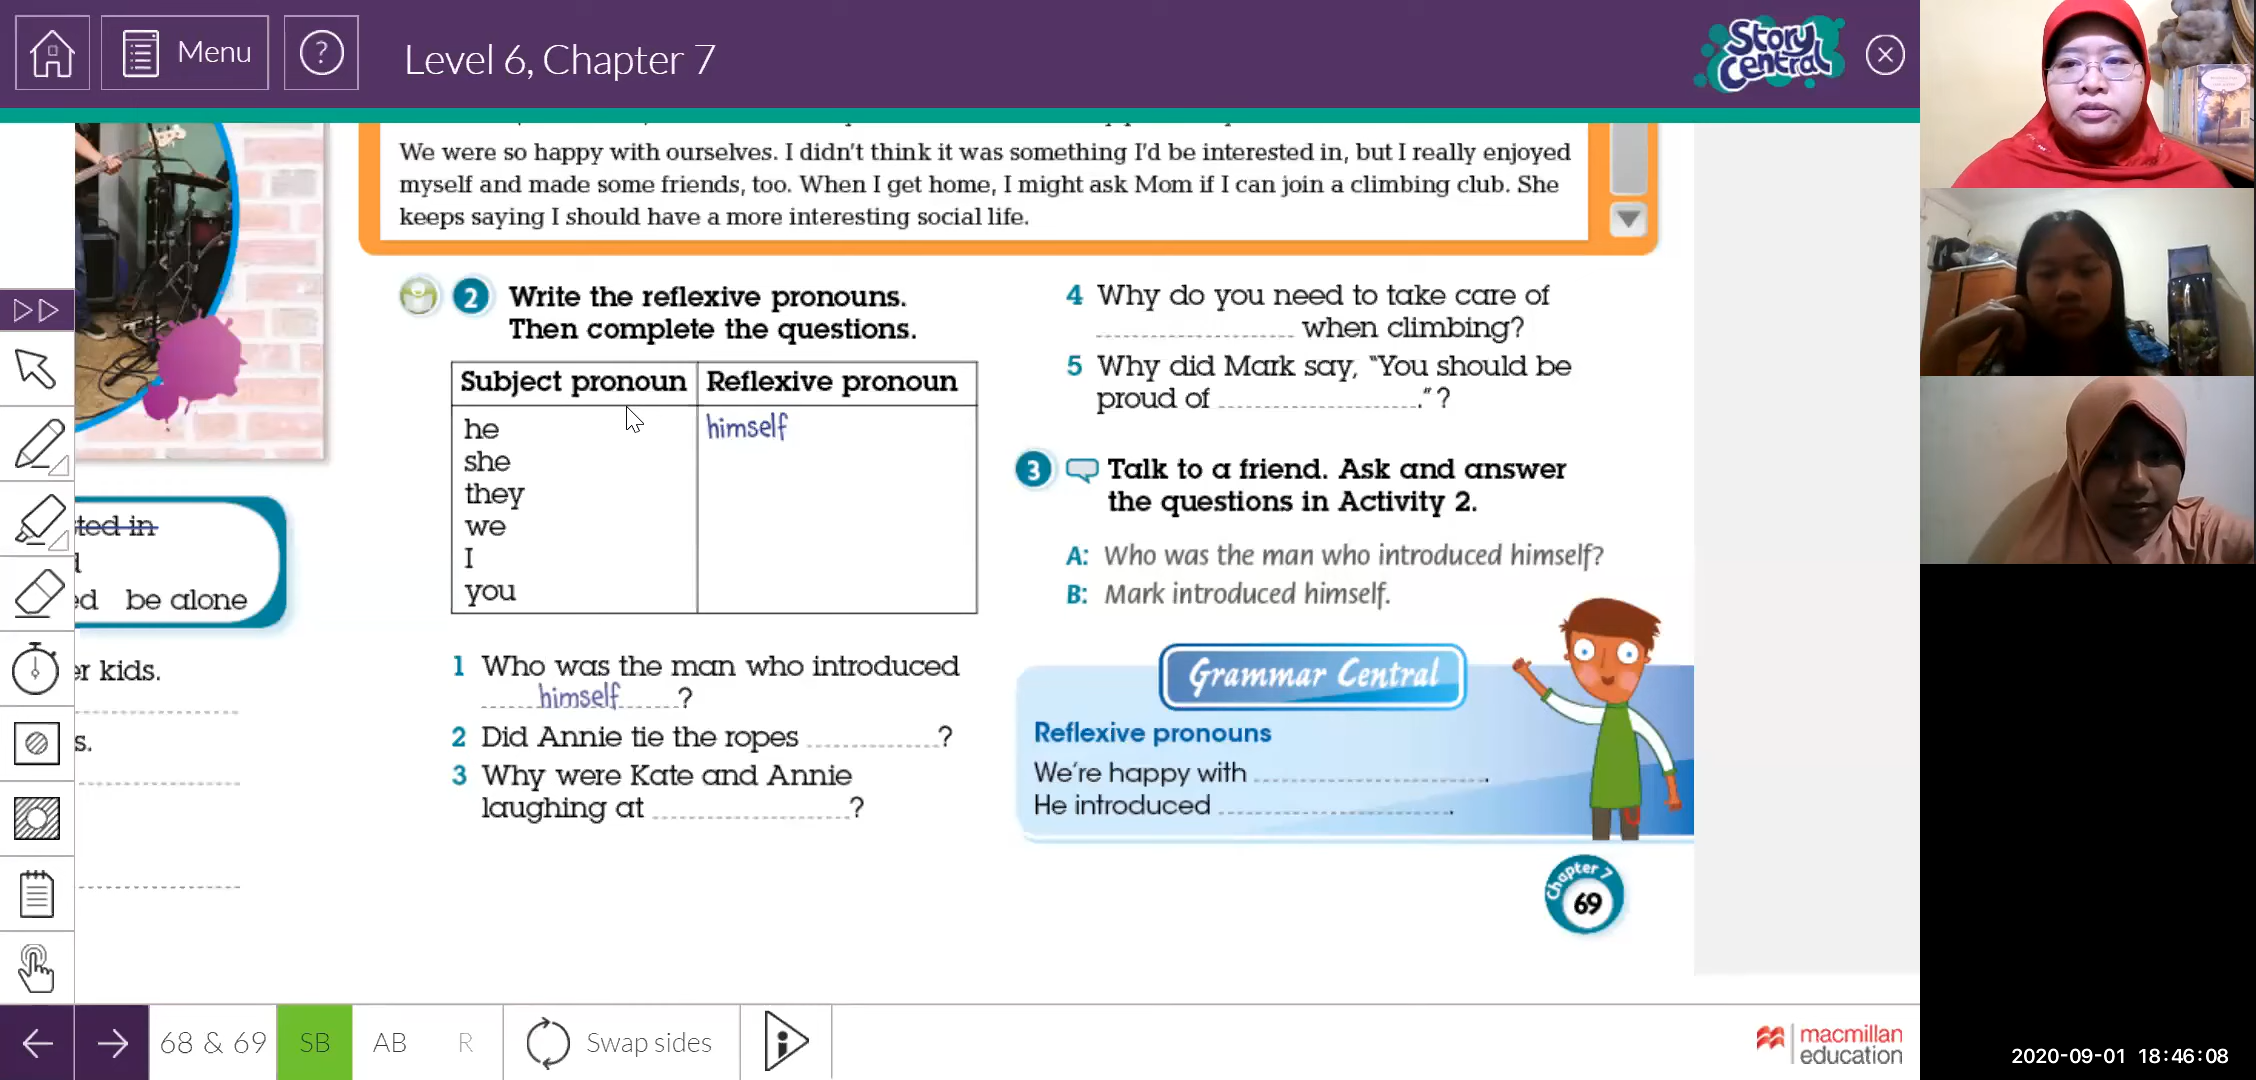 Menu
?
Level 6, Chapter 7
Story Central
We were so happy with ourselves. I didn't think it was something I'd be interested in, but I really enjoyed
myself and made some friends, too. When I get home, I might ask Mom if I can join a climbing club. She
keeps saying I should have a more interesting social life.
2 Write the reflexive pronouns.
Then complete the questions.
Subject pronoun Reflexive pronoun
he himself
she
they
we
I
you
1 Who was the man who introduced
himself ?
2 Did Annie tie the ropes ?
3 Why were Kate and Annie
laughing at ?
4 Why do you need to take care of
when climbing?
5 Why did Mark say, "You should be
proud of ."?
3 Talk to a friend. Ask and answer
the questions in Activity 2.
A: Who was the man who introduced himself?
B: Mark introduced himself.
Grammar Central
Reflexive pronouns
We're happy with .
He introduced .
Chapter 7
69
ted in
be alone
er kids.
s.
68 & 69
SB
AB
R
Swap sides
macmillan
education
2020-09-01 18:46:08